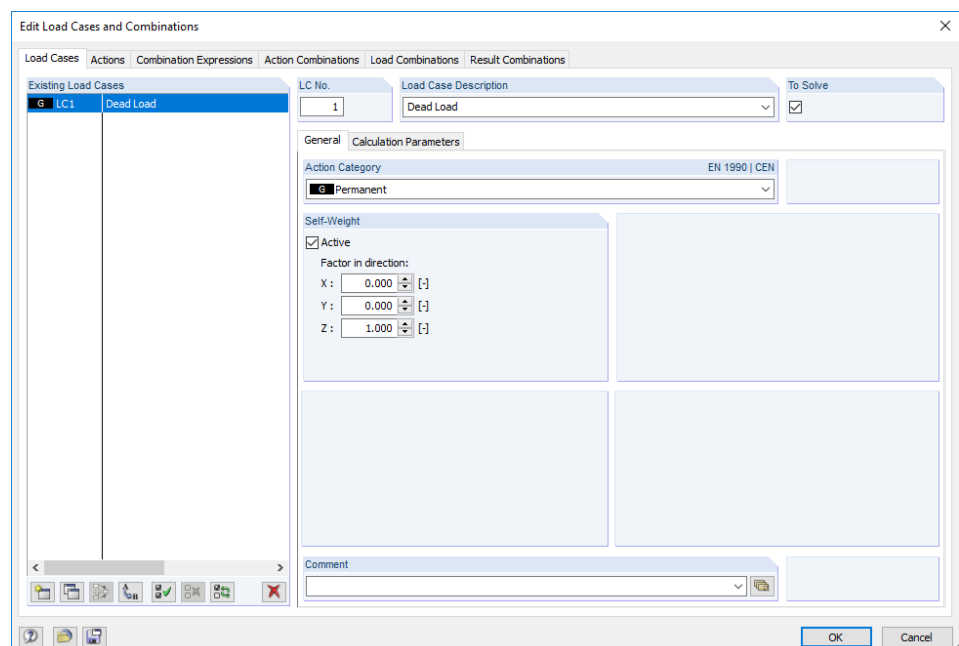 Edit Load Cases and Combinations
Load Cases Actions Combination Expressions Action Combinations Load Combinations Result Combinations
Existing Load Cases
G LC1 Dead Load
LC No.
1
Load Case Description
Dead Load
To Solve
General Calculation Parameters
Action Category EN 1990 | CEN
G Permanent
Self-Weight
Active
Factor in direction:
X : 0.000 [-]
Y : 0.000 [-]
Z : 1.000 [-]
Comment
OK Cancel